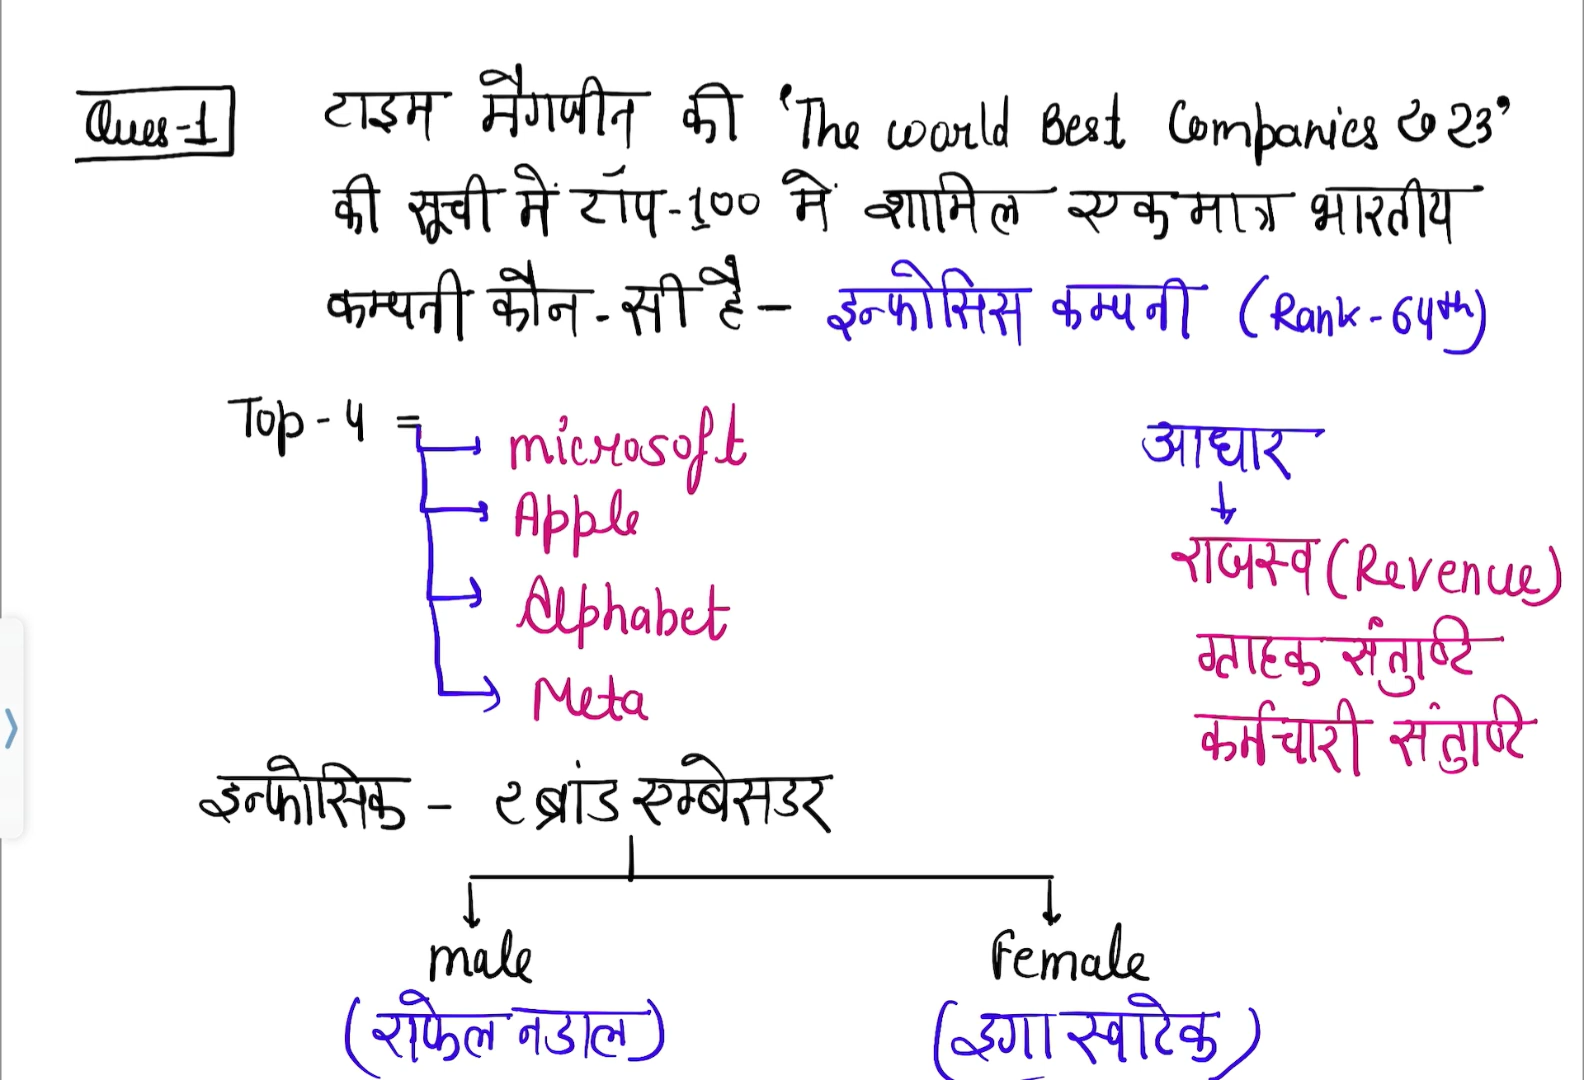 Ques-1 टाइम मैगजीन की 'The world Best Companies 2023'
की सूची में टॉप-100 में शामिल एकमात्र भारतीय
कम्पनी कौन-सी है - इन्फोसिस कम्पनी (Rank-64th)
Top-4 =
microsoft
Apple
Alphabet
Meta
आधार
राजस्व (Revenue)
ग्राहक संतुष्टि
कर्मचारी संतुष्टि
इन्फोसिक - २ ब्रांड एम्बेसडर
male
(राफेल नडाल)
Female
(इगा स्वाटेक)